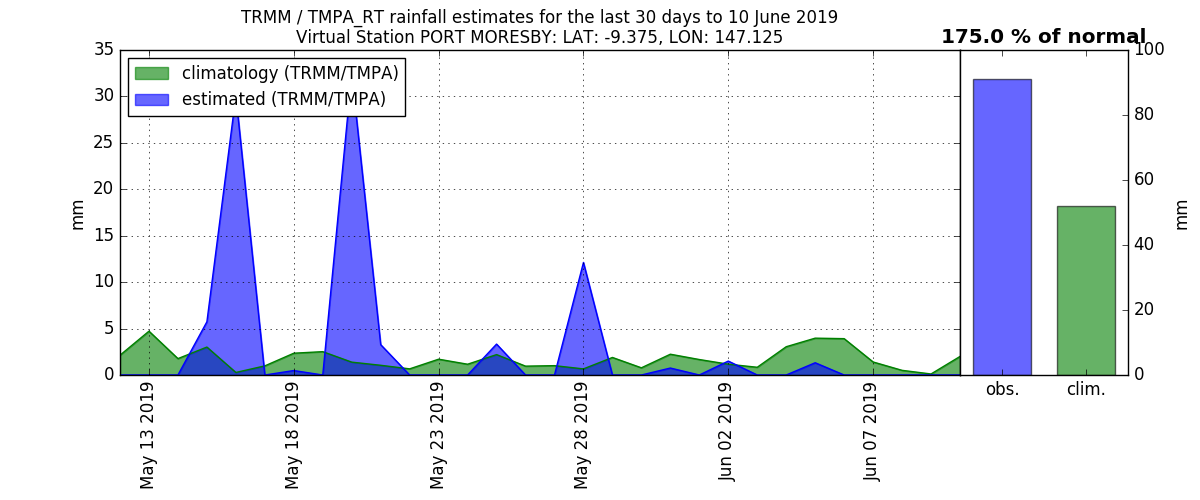 TRMM / TMPA_RT rainfall estimates for the last 30 days to 10 June 2019
Virtual Station PORT MORESBY: LAT: -9.375, LON: 147.125
175.0 % of normal
climatology (TRMM/TMPA)
estimated (TRMM/TMPA)
35
30
25
20
15
10
5
0
mm
May 13 2019
May 18 2019
May 23 2019
May 28 2019
Jun 02 2019
Jun 07 2019
100
80
60
40
20
0
mm
obs.
clim.